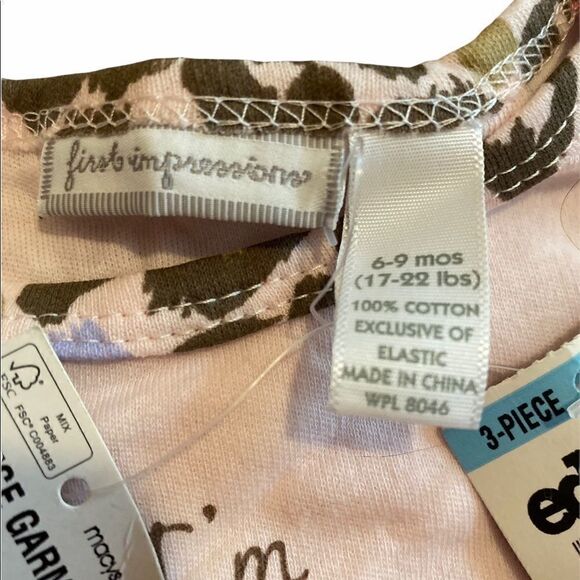 first impressions
6-9 mos
(17-22 lbs)
100% COTTON
EXCLUSIVE OF
ELASTIC
MADE IN CHINA
WPL 8046
FSC
MIX
Paper
FSC® C004863
macys
3-PIECE
'm